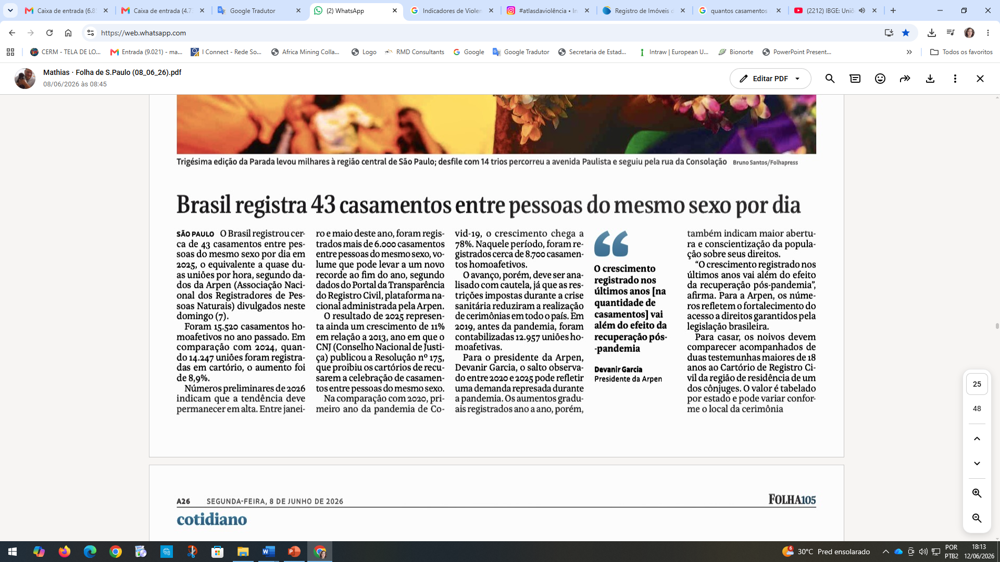 Caixa de entrada (6.85
Caixa de entrada (4.7
Google Tradutor
(2) WhatsApp
Indicadores de Violen
#atlasdaviolência • In
Registro de Imóveis d
quantos casamentos
(2212) IBGE: Uniõ
https://web.whatsapp.com
CERM - TELA DE LO...
Entrada (9.021) - ma...
I Connect - Rede So...
Africa Mining Colla...
Logo
RMD Consultants
Google
Google Tradutor
Secretaria de Estad...
Intraw | European U...
Bionorte
PowerPoint Present...
Todos os favoritos
Mathias · Folha de S.Paulo (08_06_26).pdf
08/06/2026 às 08:45
Editar PDF
Trigésima edição da Parada levou milhares à região central de São Paulo; desfile com 14 trios percorreu a avenida Paulista e seguiu pela rua da Consolação Bruno Santos/Folhapress
Brasil registra 43 casamentos entre pessoas do mesmo sexo por dia
SÃO PAULO O Brasil registrou cer-
ca de 43 casamentos entre pes-
soas do mesmo sexo por dia em
2025, o equivalente a quase du-
as uniões por hora, segundo da-
dos da Arpen (Associação Naci-
onal dos Registradores de Pes-
soas Naturais) divulgados neste
domingo (7).
Foram 15.520 casamentos ho-
moafetivos no ano passado. Em
comparação com 2024, quan-
do 14.247 uniões foram registra-
das em cartório, o aumento foi
de 8,9%.
Números preliminares de 2026
indicam que a tendência deve
permanecer em alta. Entre janei-
ro e maio deste ano, foram regis-
trados mais de 6.000 casamentos
entre pessoas do mesmo sexo, vo-
lume que pode levar a um novo
recorde ao fim do ano, segundo
dados do Portal da Transparência
do Registro Civil, plataforma na-
cional administrada pela Arpen.
O resultado de 2025 represen-
ta ainda um crescimento de 11%
em relação a 2013, ano em que o
CNJ (Conselho Nacional de Justi-
ça) publicou a Resolução nº 175,
que proibiu os cartórios de recu-
sarem a celebração de casamen-
tos entre pessoas do mesmo sexo.
Na comparação com 2020, pri-
meiro ano da pandemia de Co-
vid-19, o crescimento chega a
78%. Naquele período, foram re-
gistrados cerca de 8.700 casamen-
tos homoafetivos.
O avanço, porém, deve ser ana-
lisado com cautela, já que as res-
trições impostas durante a crise
sanitária reduziram a realização
de cerimônias em todo o país. Em
2019, antes da pandemia, foram
contabilizadas 12.957 uniões ho-
moafetivas.
Para o presidente da Arpen,
Devanir Garcia, o salto observa-
do entre 2020 e 2025 pode refletir
uma demanda represada durante
a pandemia. Os aumentos gradu-
ais registrados ano a ano, porém,
“
O crescimento
registrado nos
últimos anos [na
quantidade de
casamentos] vai
além do efeito da
recuperação pós-
-pandemia
Devanir Garcia
Presidente da Arpen
também indicam maior abertu-
ra e conscientização da popula-
ção sobre seus direitos.
“O crescimento registrado nos
últimos anos vai além do efeito
da recuperação pós-pandemia”,
afirma. Para a Arpen, os núme-
ros refletem o fortalecimento do
acesso a direitos garantidos pela
legislação brasileira.
Para casar, os noivos devem
comparecer acompanhados de
duas testemunhas maiores de 18
anos ao Cartório de Registro Ci-
vil da região de residência de um
dos cônjuges. O valor é tabelado
por estado e pode variar confor-
me o local da cerimônia
25
48
A26 SEGUNDA-FEIRA, 8 DE JUNHO DE 2026
FOLHA105
cotidiano
6
30°C Pred ensolarado
POR
PTB2
18:13
12/06/2026